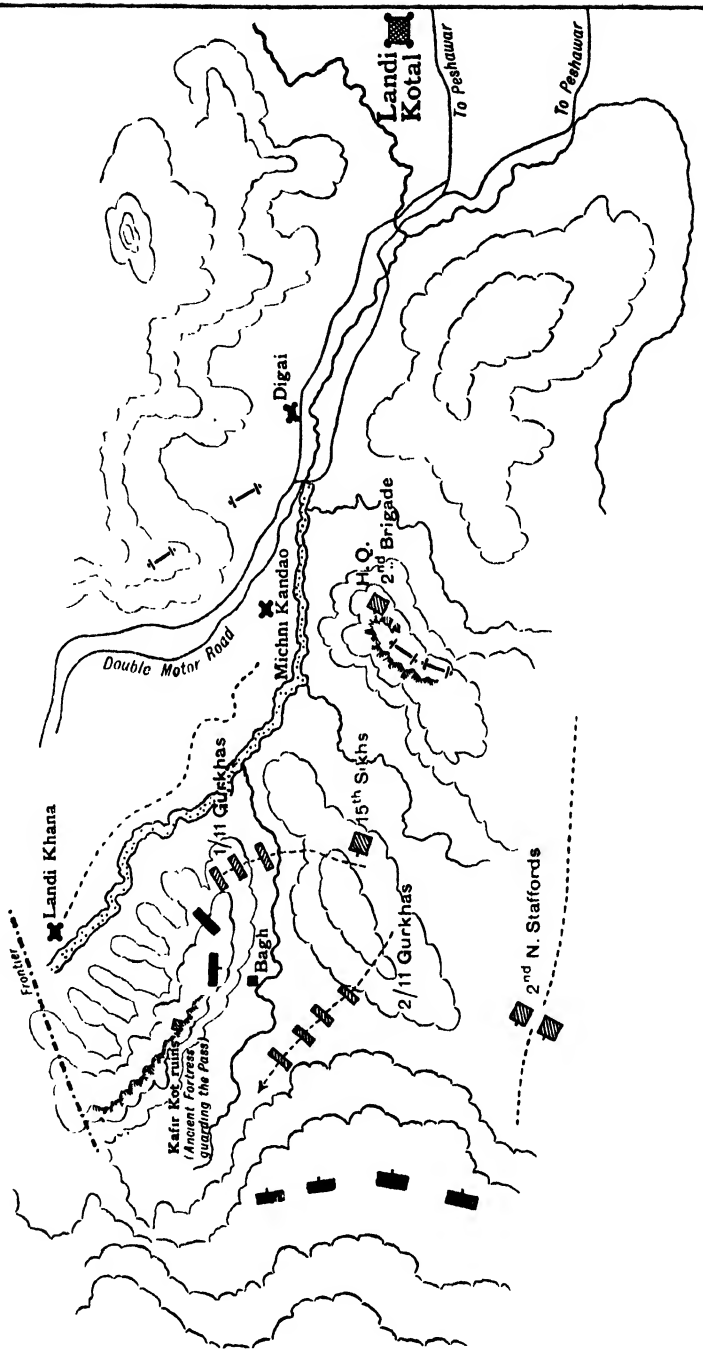 Landi
Kotal
To Peshawar
To Peshawar
Digai
Michni Kandao
Double Motor Road
H.Q.
2nd Brigade
Landi Khana
Frontier
1/11 Gurkhas
15th Sikhs
Bagh
2/11 Gurkhas
2nd N. Staffords
Kafir Kot ruins
(Ancient Fortress
guarding the Pass)